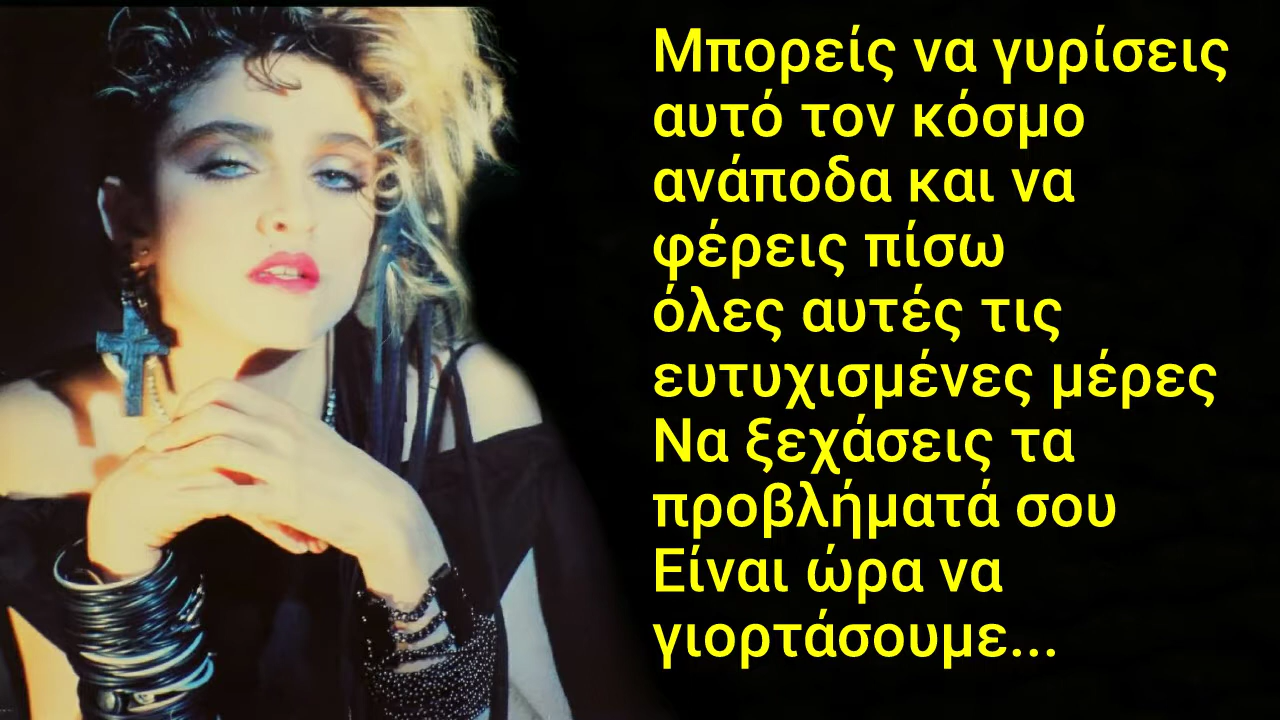 Μπορείς να γυρίσεις
αυτό τον κόσμο
ανάποδα και να
φέρεις πίσω
όλες αυτές τις
ευτυχισμένες μέρες
Να ξεχάσεις τα
προβλήματά σου
Είναι ώρα να
γιορτάσουμε...